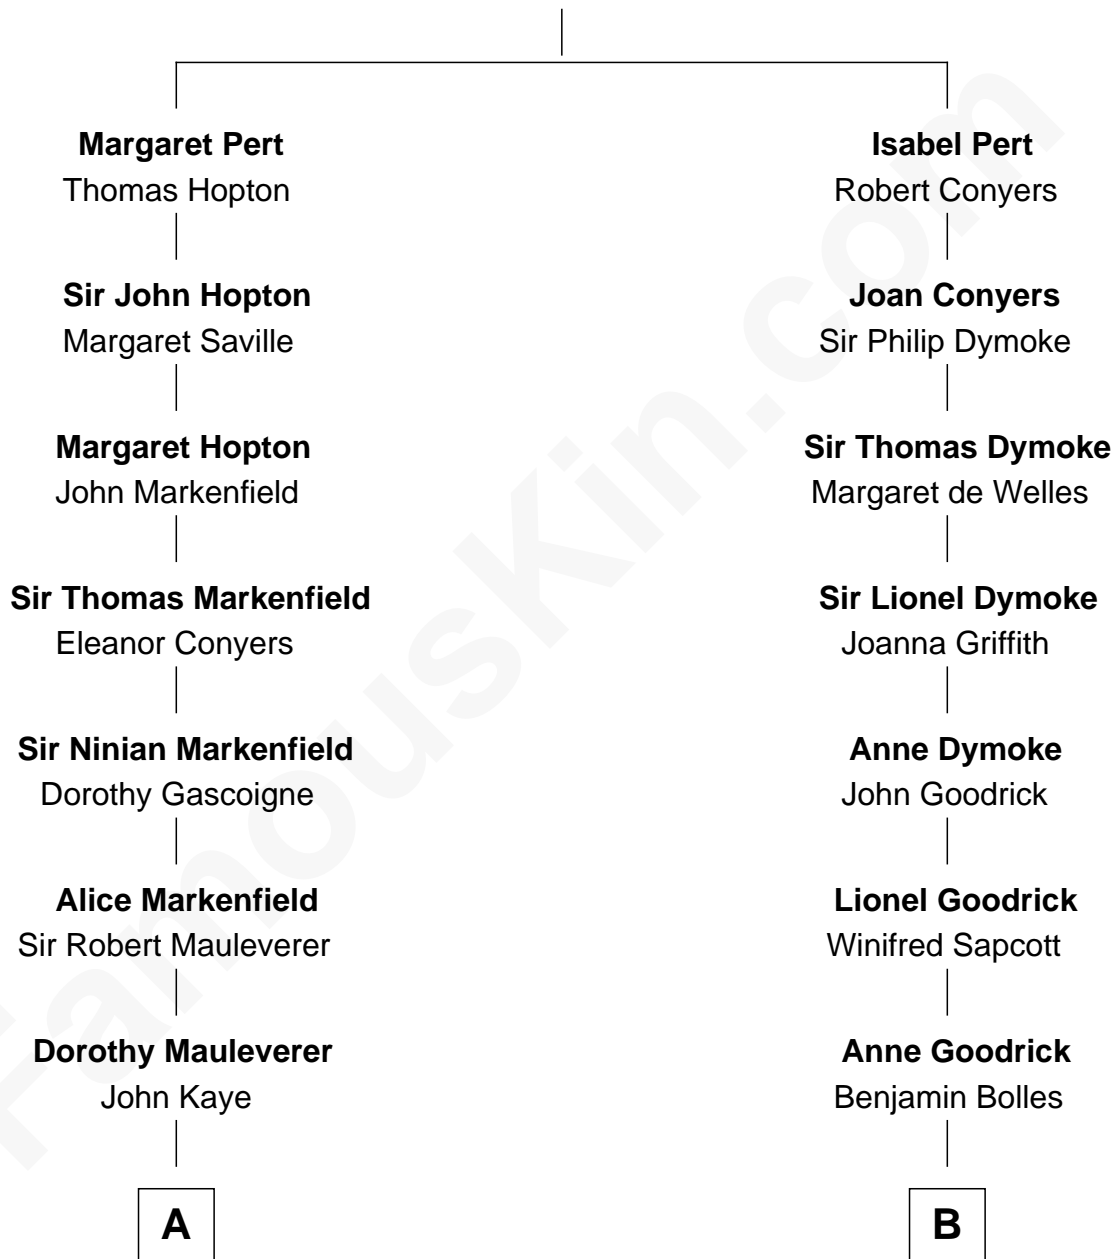 Margaret Pert
Thomas Hopton
Sir John Hopton
Margaret Saville
Margaret Hopton
John Markenfield
Sir Thomas Markenfield
Eleanor Conyers
Sir Ninian Markenfield
Dorothy Gascoigne
Alice Markenfield
Sir Robert Mauleverer
Dorothy Mauleverer
John Kaye
A
Isabel Pert
Robert Conyers
Joan Conyers
Sir Philip Dymoke
Sir Thomas Dymoke
Margaret de Welles
Sir Lionel Dymoke
Joanna Griffith
Anne Dymoke
John Goodrick
Lionel Goodrick
Winifred Sapcott
Anne Goodrick
Benjamin Bolles
B
FamousKin.com